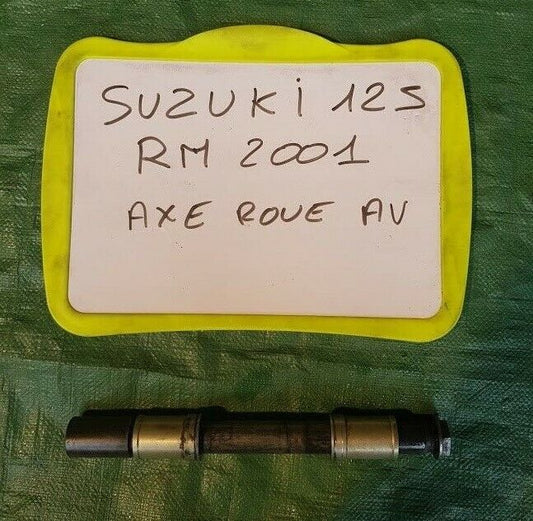 SUZUKi 125
RM 2001
AXE ROUE AV